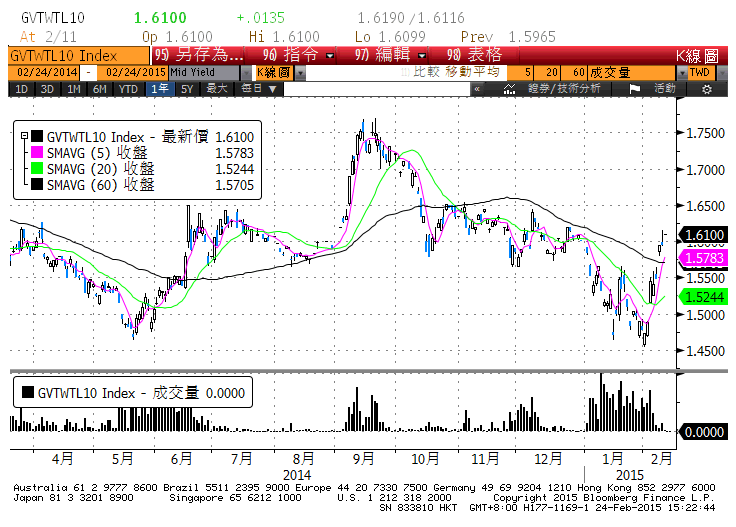 GVTWTL10 1.6100 +.0135 1.6190/1.6116
At 2/11 Op 1.6100 Hi 1.6100 Lo 1.6099 Prev 1.5965
GVTWTL10 Index 95) 另存為... 96) 指令 97) 編輯 98) 表格 K線圖
02/24/2014 - 02/24/2015 Mid Yield K線圖 比較 移動平均 5 20 60 成交量 TWD
1D 3D 1M 6M YTD 1年 5Y 最大 每日 ▼ « 證券/技術分析 活動
GVTWTL10 Index - 最新價 1.6100
SMAVG (5) 收盤 1.5783
SMAVG (20) 收盤 1.5244
SMAVG (60) 收盤 1.5705
1.7500
1.7000
1.6500
1.6100
1.5783
1.5500
1.5244
1.5000
1.4500
GVTWTL10 Index - 成交量 0.0000
0.0000
4月 5月 6月 7月 8月 9月 10月 11月 12月 1月 2月
2014 2015
Australia 61 2 9777 8600 Brazil 5511 2395 9000 Europe 44 20 7330 7500 Germany 49 69 9204 1210 Hong Kong 852 2977 6000
Japan 81 3 3201 8900 Singapore 65 6212 1000 U.S. 1 212 318 2000 Copyright 2015 Bloomberg Finance L.P.
SN 833810 HKT GMT+8:00 H177-1169-1 24-Feb-2015 15:22:44